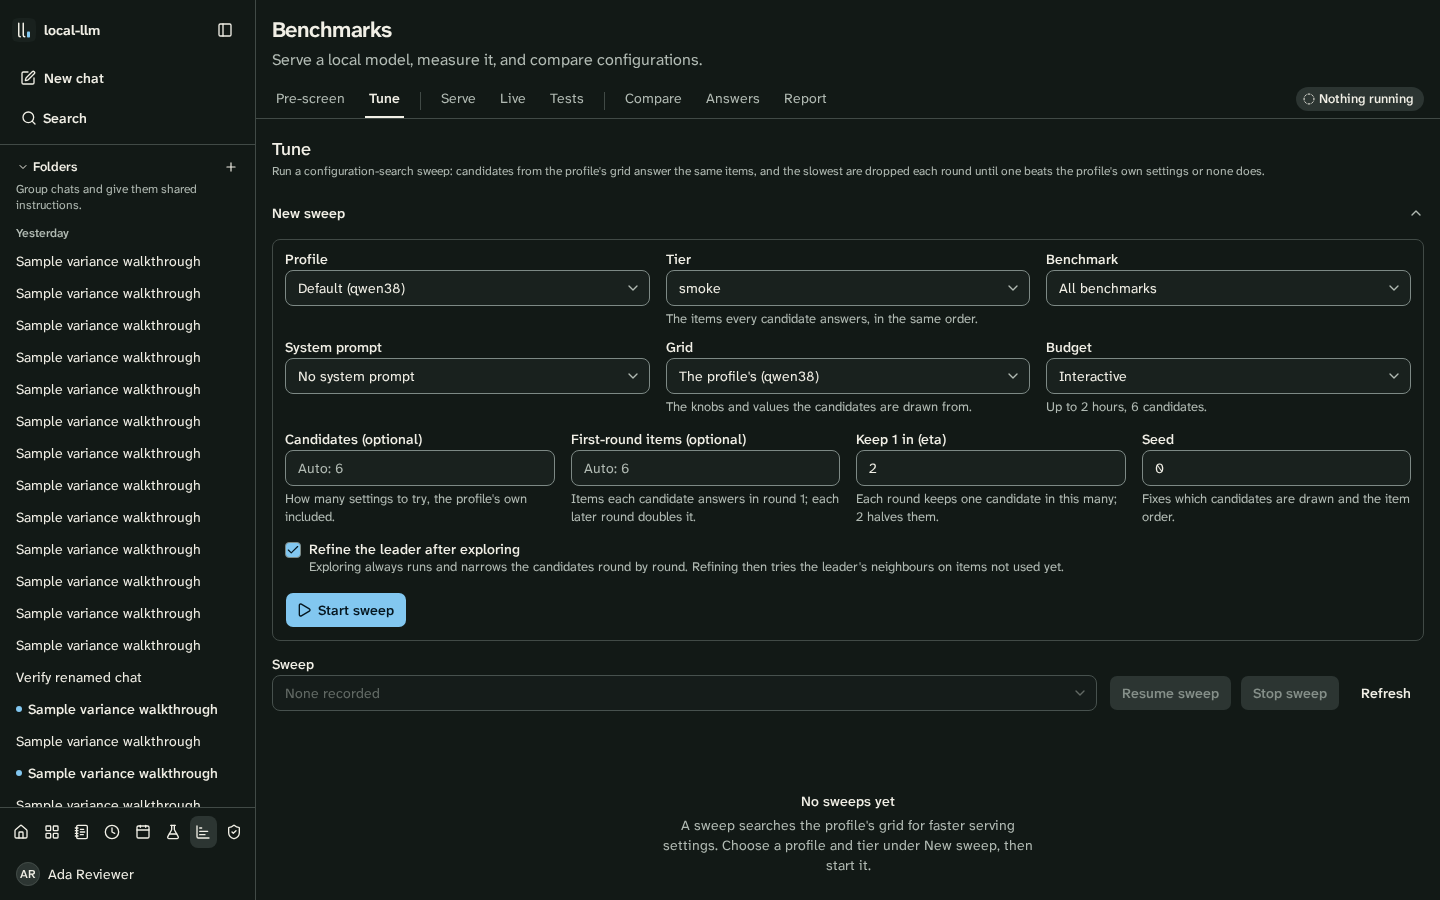 local-llm
New chat
Search
Folders
Group chats and give them shared
instructions.
Yesterday
Sample variance walkthrough
Sample variance walkthrough
Sample variance walkthrough
Sample variance walkthrough
Sample variance walkthrough
Sample variance walkthrough
Sample variance walkthrough
Sample variance walkthrough
Sample variance walkthrough
Sample variance walkthrough
Sample variance walkthrough
Sample variance walkthrough
Sample variance walkthrough
Verify renamed chat
Sample variance walkthrough
Sample variance walkthrough
Sample variance walkthrough
Sample variance walkthrough
AR Ada Reviewer
Benchmarks
Serve a local model, measure it, and compare configurations.
Pre-screen Tune Serve Live Tests Compare Answers Report Nothing running
Tune
Run a configuration-search sweep: candidates from the profile's grid answer the same items, and the slowest are dropped each round until one beats the profile's own settings or none does.
New sweep
Profile Tier Benchmark
Default (qwen38) smoke All benchmarks
The items every candidate answers, in the same order.
System prompt Grid Budget
No system prompt The profile's (qwen38) Interactive
The knobs and values the candidates are drawn from. Up to 2 hours, 6 candidates.
Candidates (optional) First-round items (optional) Keep 1 in (eta) Seed
Auto: 6 Auto: 6 2 0
How many settings to try, the profile's own Items each candidate answers in round 1; each Each round keeps one candidate in this many; Fixes which candidates are drawn and the item
included. later round doubles it. 2 halves them. order.
Refine the leader after exploring
Exploring always runs and narrows the candidates round by round. Refining then tries the leader's neighbours on items not used yet.
Start sweep
Sweep
None recorded Resume sweep Stop sweep Refresh
No sweeps yet
A sweep searches the profile's grid for faster serving
settings. Choose a profile and tier under New sweep, then
start it.